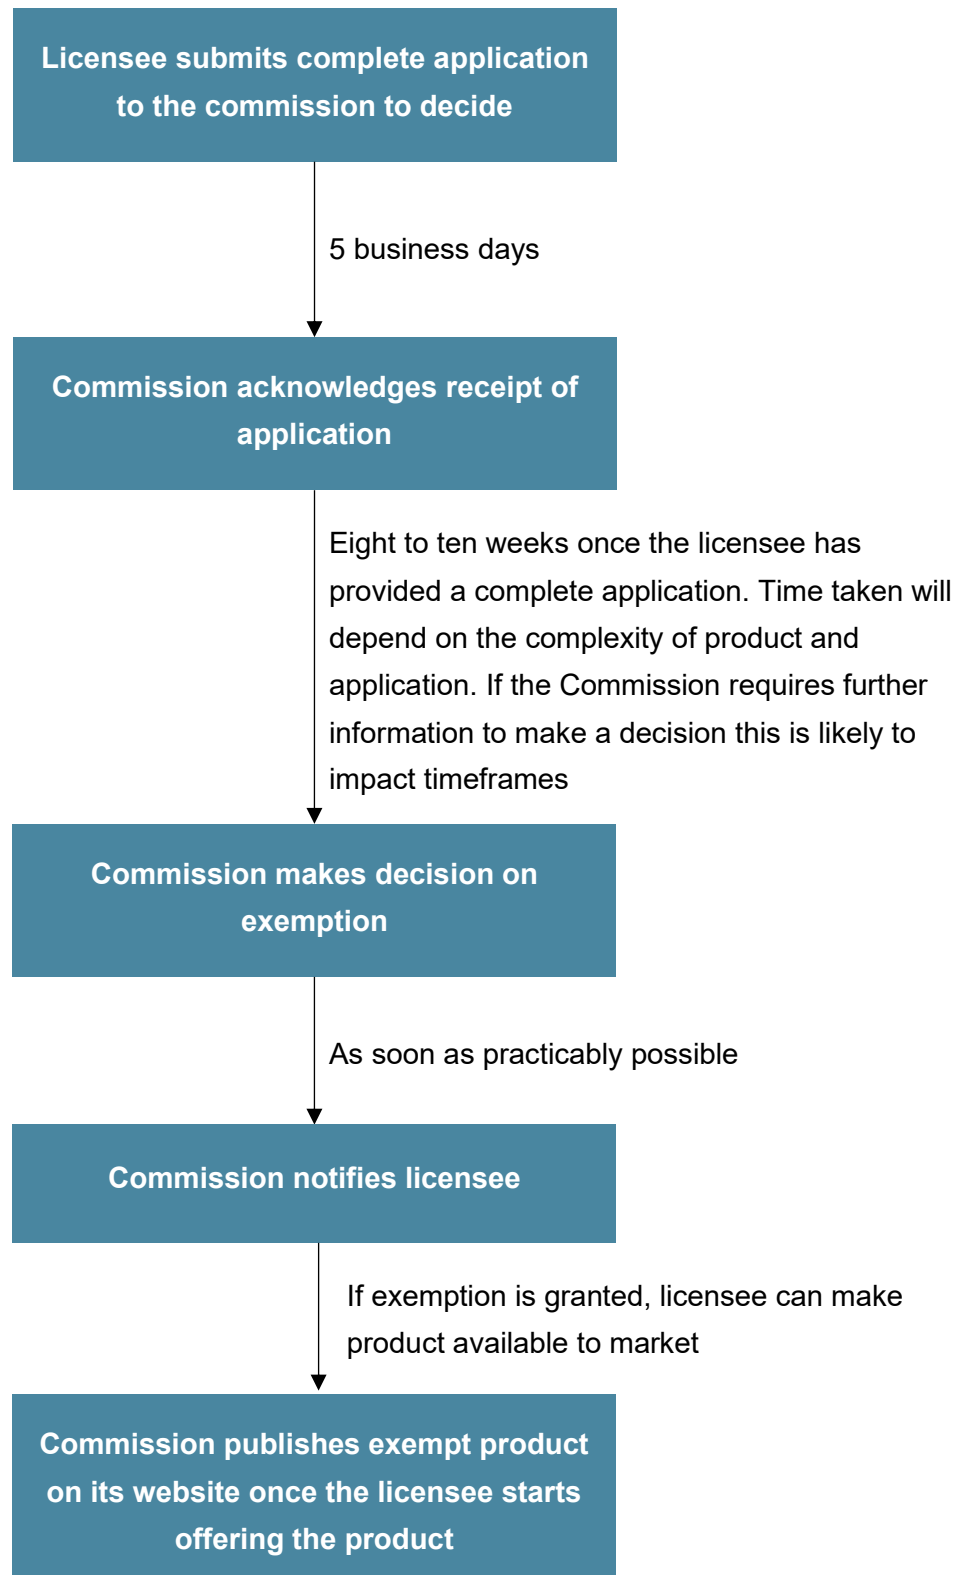 Licensee submits complete application
to the commission to decide
5 business days
Commission acknowledges receipt of
application
Eight to ten weeks once the licensee has
provided a complete application. Time taken will
depend on the complexity of product and
application. If the Commission requires further
information to make a decision this is likely to
impact timeframes
Commission makes decision on
exemption
As soon as practicably possible
Commission notifies licensee
If exemption is granted, licensee can make
product available to market
Commission publishes exempt product
on its website once the licensee starts
offering the product